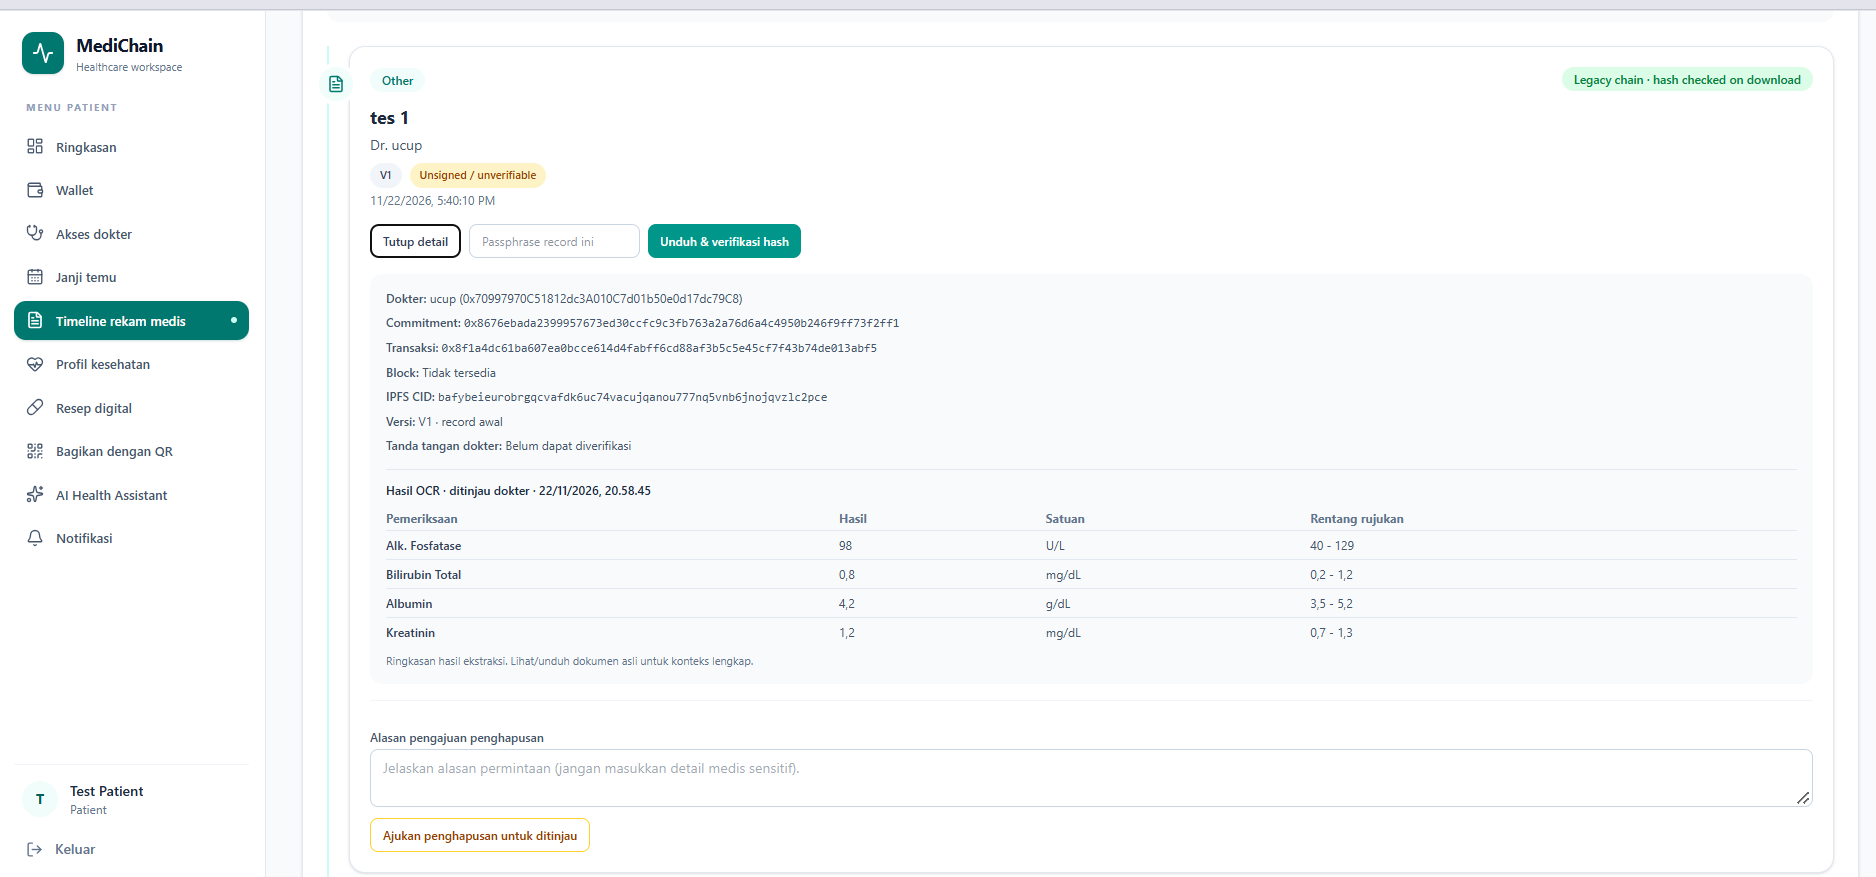 MediChain
Healthcare workspace
MENU PATIENT
Ringkasan
Wallet
Akses dokter
Janji temu
Timeline rekam medis
Profil kesehatan
Resep digital
Bagikan dengan QR
AI Health Assistant
Notifikasi
T
Test Patient
Patient
Keluar
Other
Legacy chain · hash checked on download
tes 1
Dr. ucup
V1 Unsigned / unverifiable
11/22/2026, 5:40:10 PM
Tutup detail Passphrase record ini Unduh & verifikasi hash
Dokter: ucup (0x70997970C51812dc3A010C7d01b50e0d17dc79C8)
Commitment: 0x8676ebada2399957673ed30ccfc9c3fb763a2a76d6a4c4950b246f9ff73f2ff1
Transaksi: 0x8f1a4dc61ba607ea0bcce614d4fabff6cd88af3b5c5e45cf7f43b74de013abf5
Block: Tidak tersedia
IPFS CID: bafybeieurobrgqcvafdk6uc74vacujqanou777nq5vnb6jnojqvzlc2pce
Versi: V1 · record awal
Tanda tangan dokter: Belum dapat diverifikasi
Hasil OCR · ditinjau dokter · 22/11/2026, 20.58.45
Pemeriksaan Hasil Satuan Rentang rujukan
Alk. Fosfatase 98 U/L 40 - 129
Bilirubin Total 0,8 mg/dL 0,2 - 1,2
Albumin 4,2 g/dL 3,5 - 5,2
Kreatinin 1,2 mg/dL 0,7 - 1,3
Ringkasan hasil ekstraksi. Lihat/unduh dokumen asli untuk konteks lengkap.
Alasan pengajuan penghapusan
Jelaskan alasan permintaan (jangan masukkan detail medis sensitif).
Ajukan penghapusan untuk ditinjau